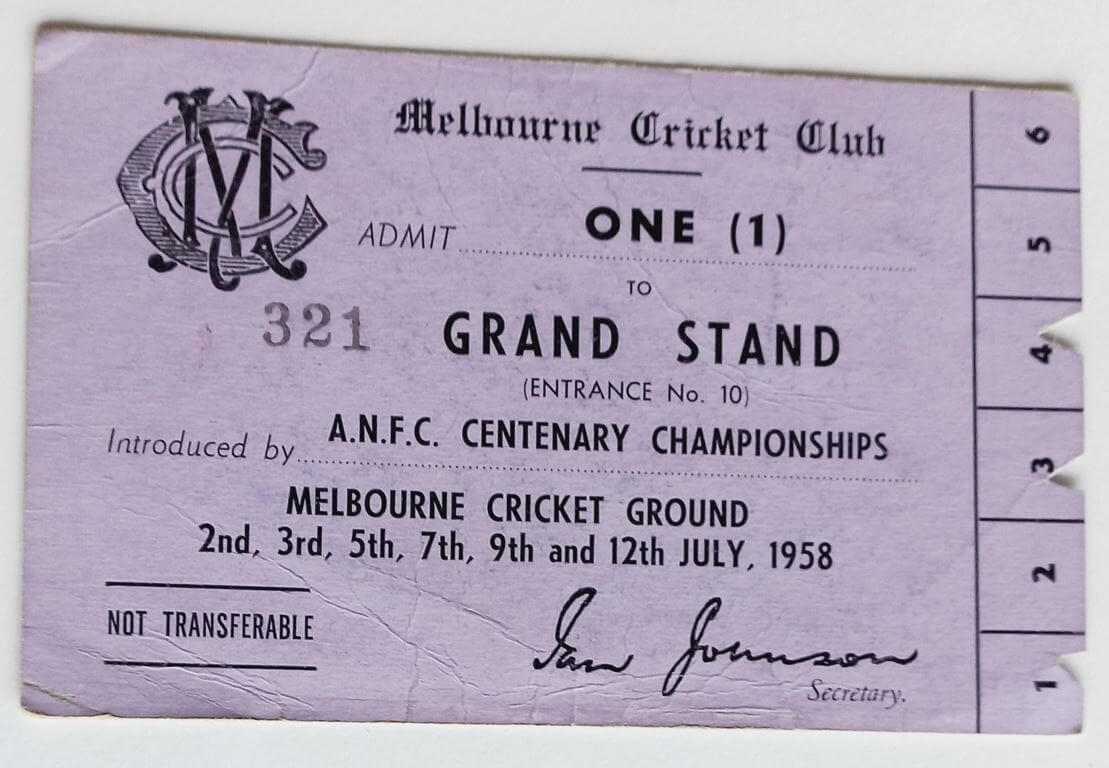 MCC
Melbourne Cricket Club
ADMIT ONE (1)
TO
321 GRAND STAND
(ENTRANCE No. 10)
Introduced by A.N.F.C. CENTENARY CHAMPIONSHIPS
MELBOURNE CRICKET GROUND
2nd, 3rd, 5th, 7th, 9th and 12th JULY, 1958
NOT TRANSFERABLE
Ian Johnson
Secretary.
6
5
4
3
2
1